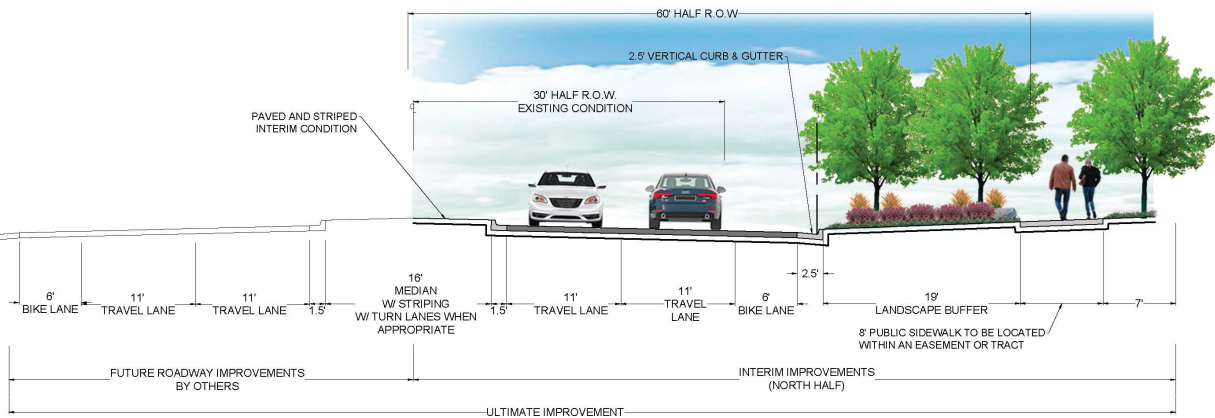 60' HALF R.O.W
2.5' VERTICAL CURB & GUTTER
30' HALF R.O.W.
EXISTING CONDITION
PAVED AND STRIPED
INTERIM CONDITION
6'
BIKE LANE
11'
TRAVEL LANE
11'
TRAVEL LANE
1.5'
16'
MEDIAN
W/ STRIPING
W/ TURN LANES WHEN
APPROPRIATE
1.5'
11'
TRAVEL LANE
11'
TRAVEL
LANE
6'
BIKE LANE
2.5'
19'
LANDSCAPE BUFFER
8' PUBLIC SIDEWALK TO BE LOCATED
WITHIN AN EASEMENT OR TRACT
7'
FUTURE ROADWAY IMPROVEMENTS
BY OTHERS
INTERIM IMPROVEMENTS
(NORTH HALF)
ULTIMATE IMPROVEMENT